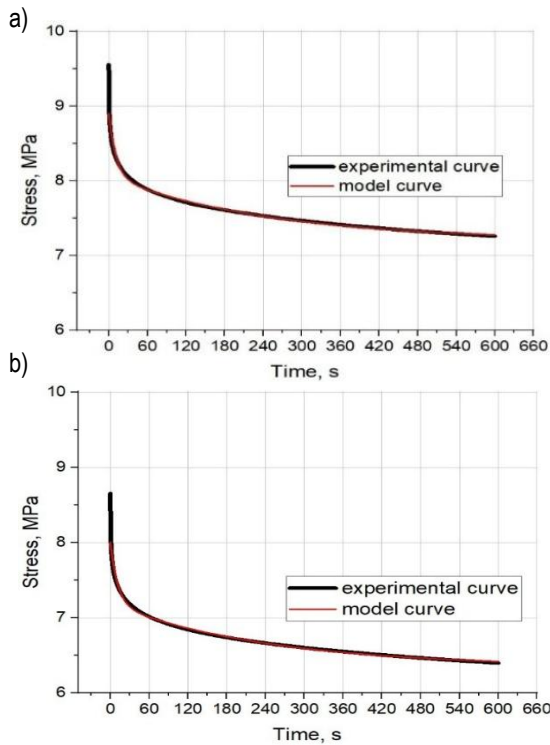 a)
10
9
8
7
6
Stress, MPa
experimental curve
model curve
0 60 120 180 240 300 360 420 480 540 600 660
Time, s
b)
10
9
8
7
6
Stress, MPa
experimental curve
model curve
0 60 120 180 240 300 360 420 480 540 600 660
Time, s